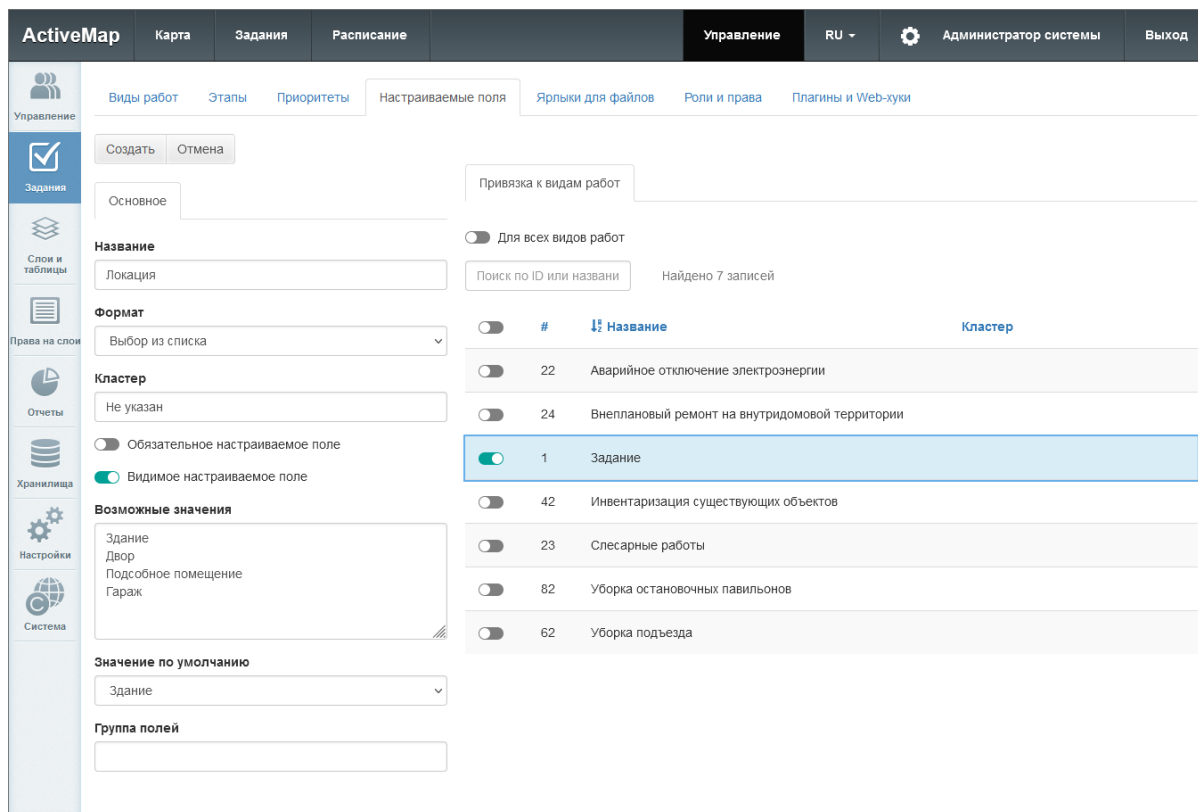 ActiveMap Карта Задания Расписание Управление RU Администратор системы Выход
Управление
Задания
Слои и
таблицы
Права на слои
Отчеты
Хранилища
Настройки
C
Система
Виды работ Этапы Приоритеты Настраиваемые поля Ярлыки для файлов Роли и права Плагины и Web-хуки
Создать Отмена
Основное
Название
Локация
Формат
Выбор из списка
Кластер
Не указан
Обязательное настраиваемое поле
Видимое настраиваемое поле
Возможные значения
Здание
Двор
Подсобное помещение
Гараж
Значение по умолчанию
Здание
Группа полей
Привязка к видам работ
Для всех видов работ
Поиск по ID или названи Найдено 7 записей
# Название Кластер
22 Аварийное отключение электроэнергии
24 Внеплановый ремонт на внутридомовой территории
1 Задание
42 Инвентаризация существующих объектов
23 Слесарные работы
82 Уборка остановочных павильонов
62 Уборка подъезда